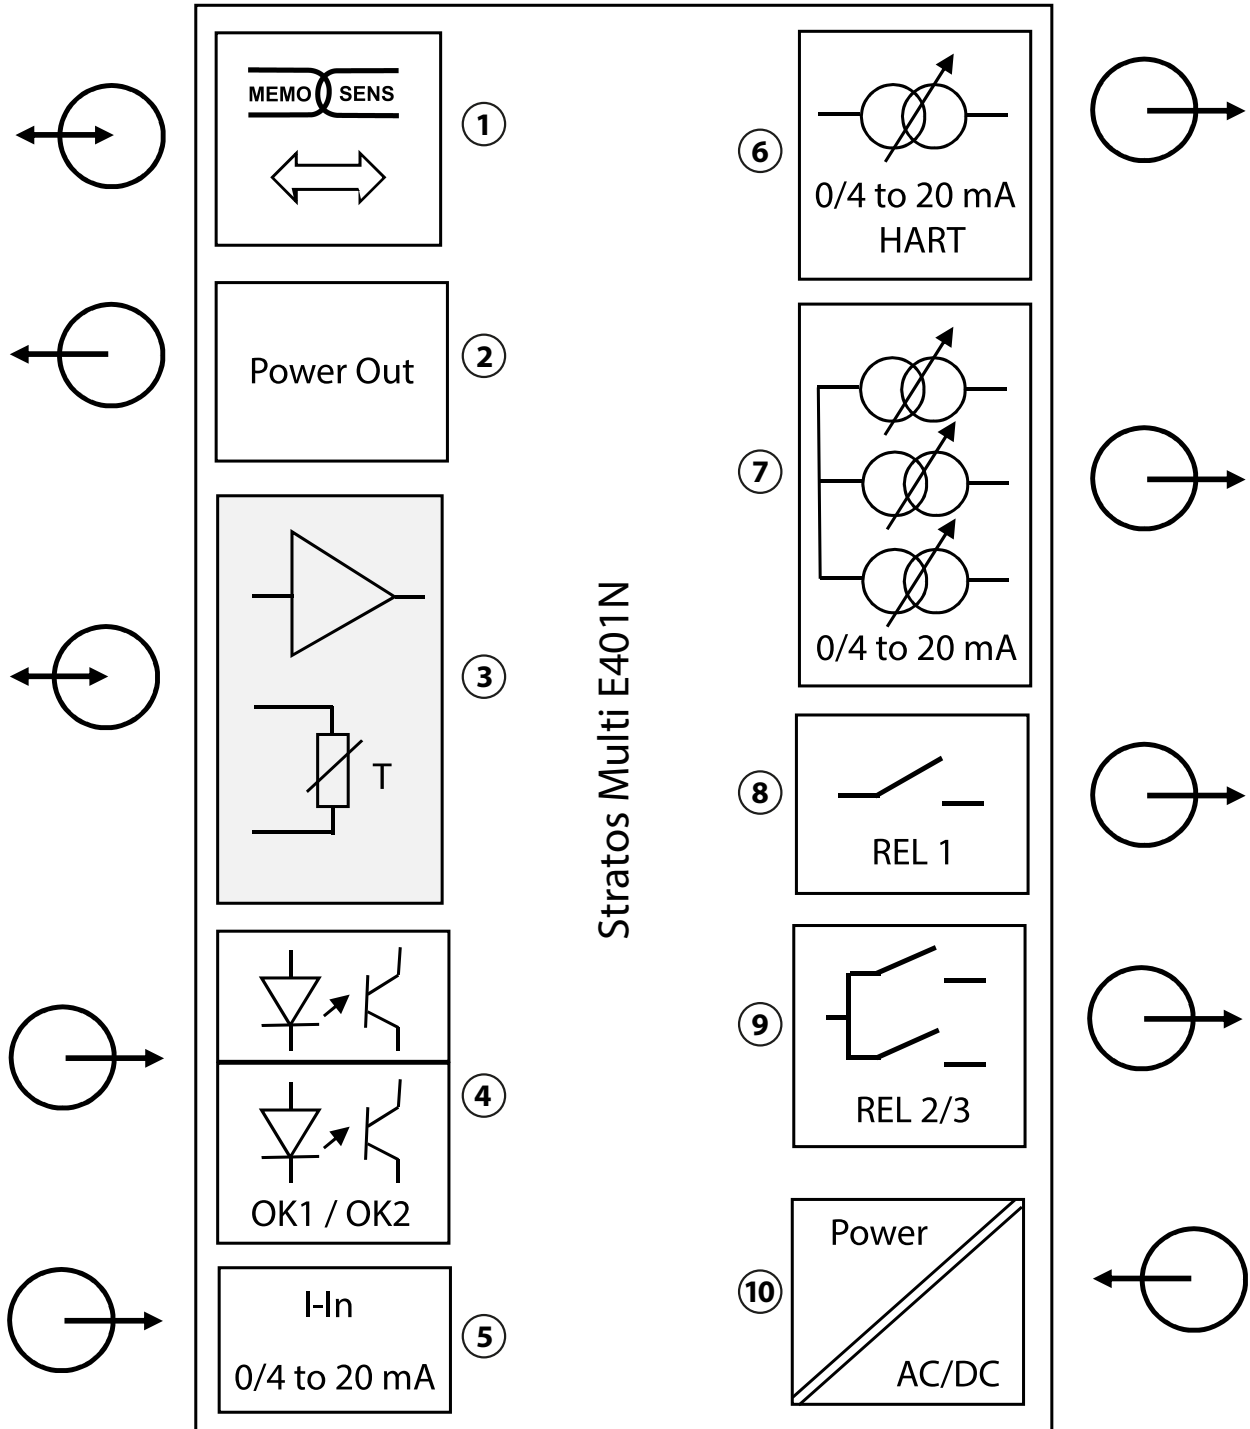 MEMO SENS
1
Power Out
2
3
T
OK1 / OK2
4
I-In
0/4 to 20 mA
5
Stratos Multi E401N
6
0/4 to 20 mA
HART
7
0/4 to 20 mA
8
REL 1
9
REL 2/3
10
Power
AC/DC